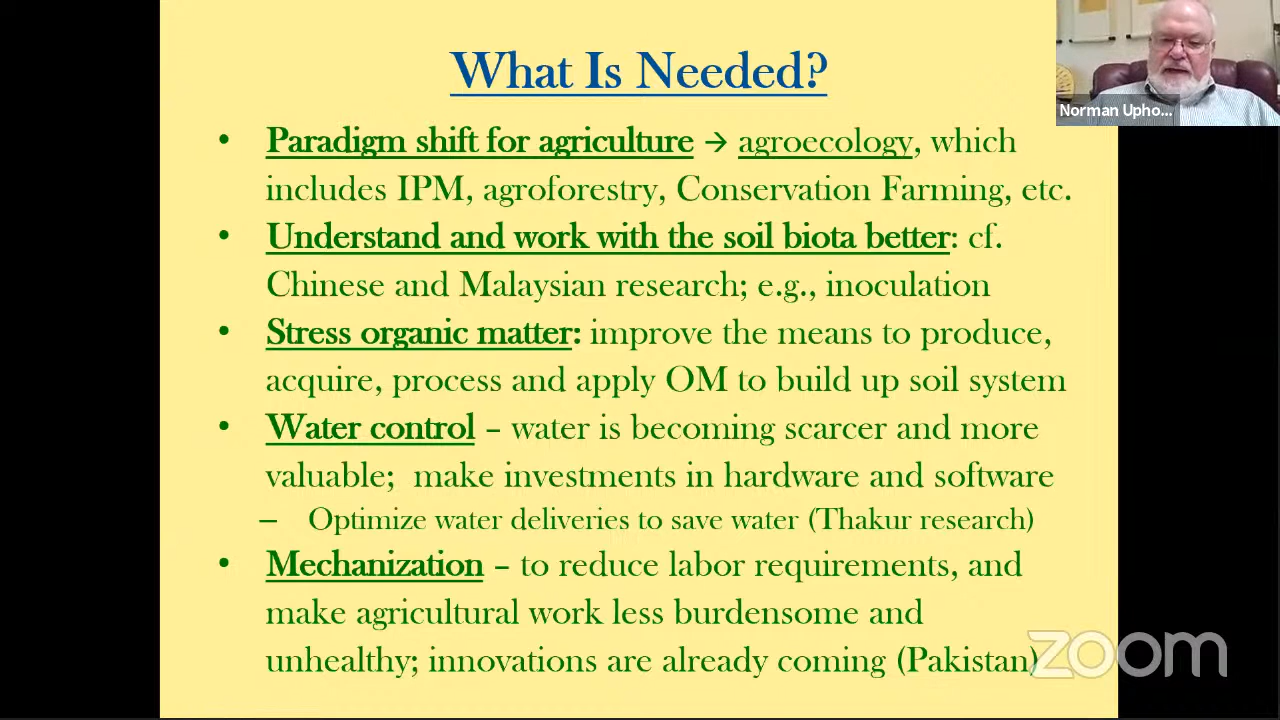 What Is Needed?
• Paradigm shift for agriculture → agroecology, which
includes IPM, agroforestry, Conservation Farming, etc.
• Understand and work with the soil biota better: cf.
Chinese and Malaysian research; e.g., inoculation
• Stress organic matter: improve the means to produce,
acquire, process and apply OM to build up soil system
• Water control – water is becoming scarcer and more
valuable; make investments in hardware and software
– Optimize water deliveries to save water (Thakur research)
• Mechanization – to reduce labor requirements, and
make agricultural work less burdensome and
unhealthy; innovations are already coming (Pakistan)
Norman Upho...
zoom